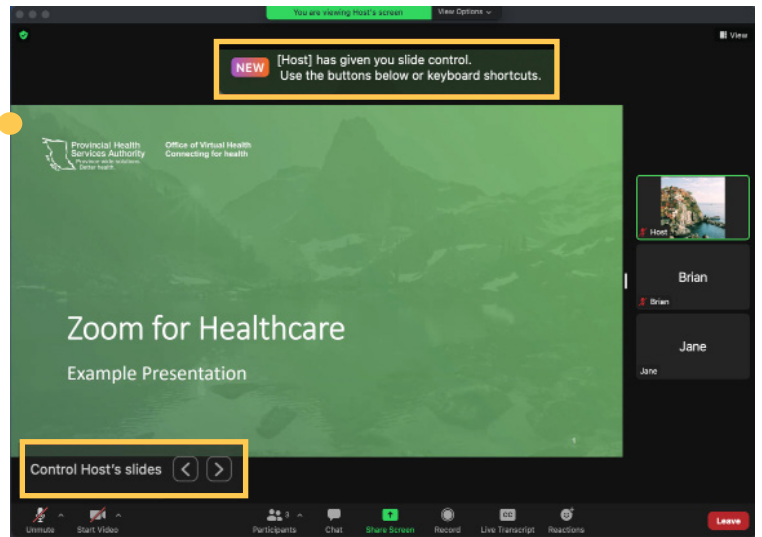 You are viewing Host's screen View Options
View
NEW [Host] has given you slide control.
Use the buttons below or keyboard shortcuts.
Provincial Health
Services Authority
Province-wide solutions.
Better health.
Office of Virtual Health
Connecting for health
Host
Brian
Brian
Jane
Jane
Zoom for Healthcare
Example Presentation
1
Control Host's slides < >
Unmute Start Video Participants 3 Chat Share Screen Record CC Live Transcript Reactions Leave